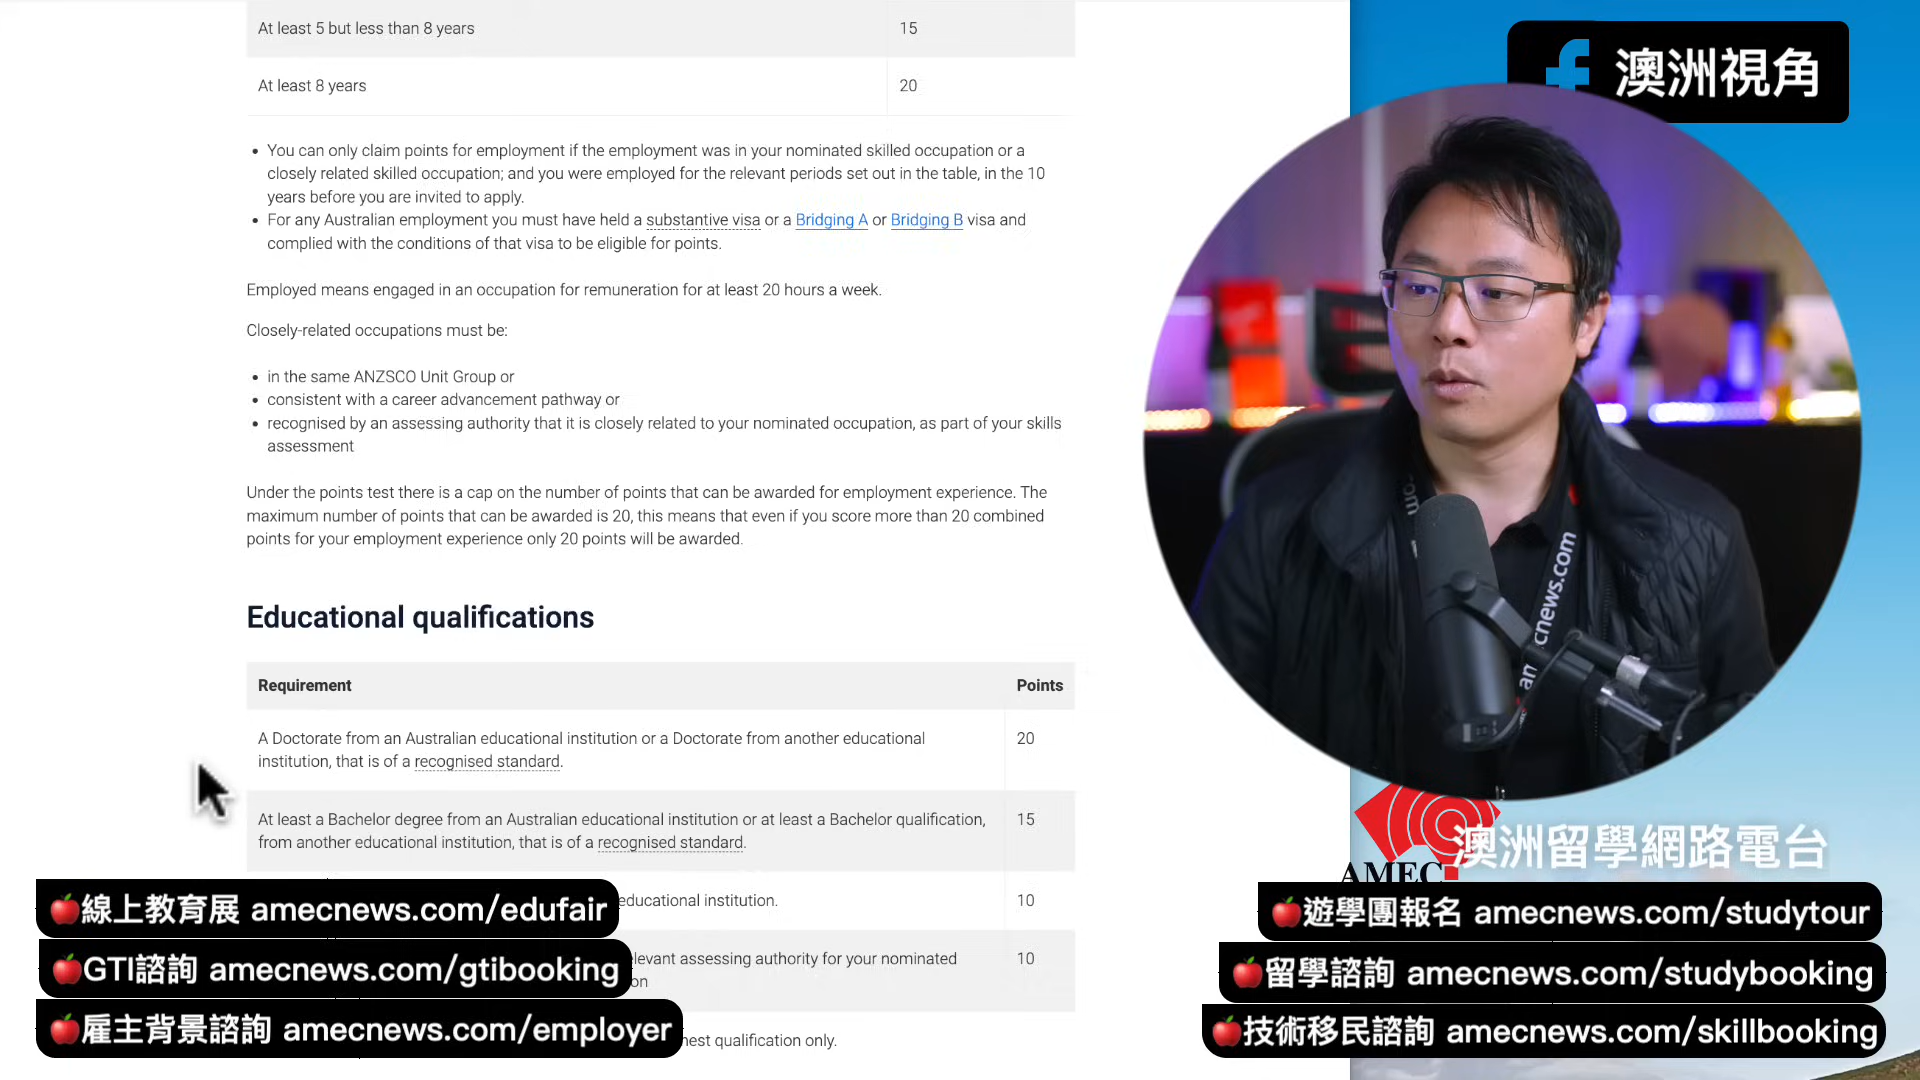 At least 5 but less than 8 years 15
At least 8 years 20
• You can only claim points for employment if the employment was in your nominated skilled occupation or a
closely related skilled occupation; and you were employed for the relevant periods set out in the table, in the 10
years before you are invited to apply.
• For any Australian employment you must have held a substantive visa or a Bridging A or Bridging B visa and
complied with the conditions of that visa to be eligible for points.
Employed means engaged in an occupation for remuneration for at least 20 hours a week.
Closely-related occupations must be:
• in the same ANZSCO Unit Group or
• consistent with a career advancement pathway or
• recognised by an assessing authority that it is closely related to your nominated occupation, as part of your skills
assessment
Under the points test there is a cap on the number of points that can be awarded for employment experience. The
maximum number of points that can be awarded is 20, this means that even if you score more than 20 combined
points for your employment experience only 20 points will be awarded.
Educational qualifications
Requirement Points
A Doctorate from an Australian educational institution or a Doctorate from another educational 20
institution, that is of a recognised standard.
At least a Bachelor degree from an Australian educational institution or at least a Bachelor qualification, 15
from another educational institution, that is of a recognised standard.
educational institution. 10
elevant assessing authority for your nominated 10
on
nest qualification only.
🍎線上教育展 amecnews.com/edufair
🍎GTI諮詢 amecnews.com/gtibooking
🍎雇主背景諮詢 amecnews.com/employer
澳洲視角
com
amecnews.com
AMEC
澳洲留學網路電台
🍎遊學團報名 amecnews.com/studytour
🍎留學諮詢 amecnews.com/studybooking
🍎技術移民諮詢 amecnews.com/skillbooking